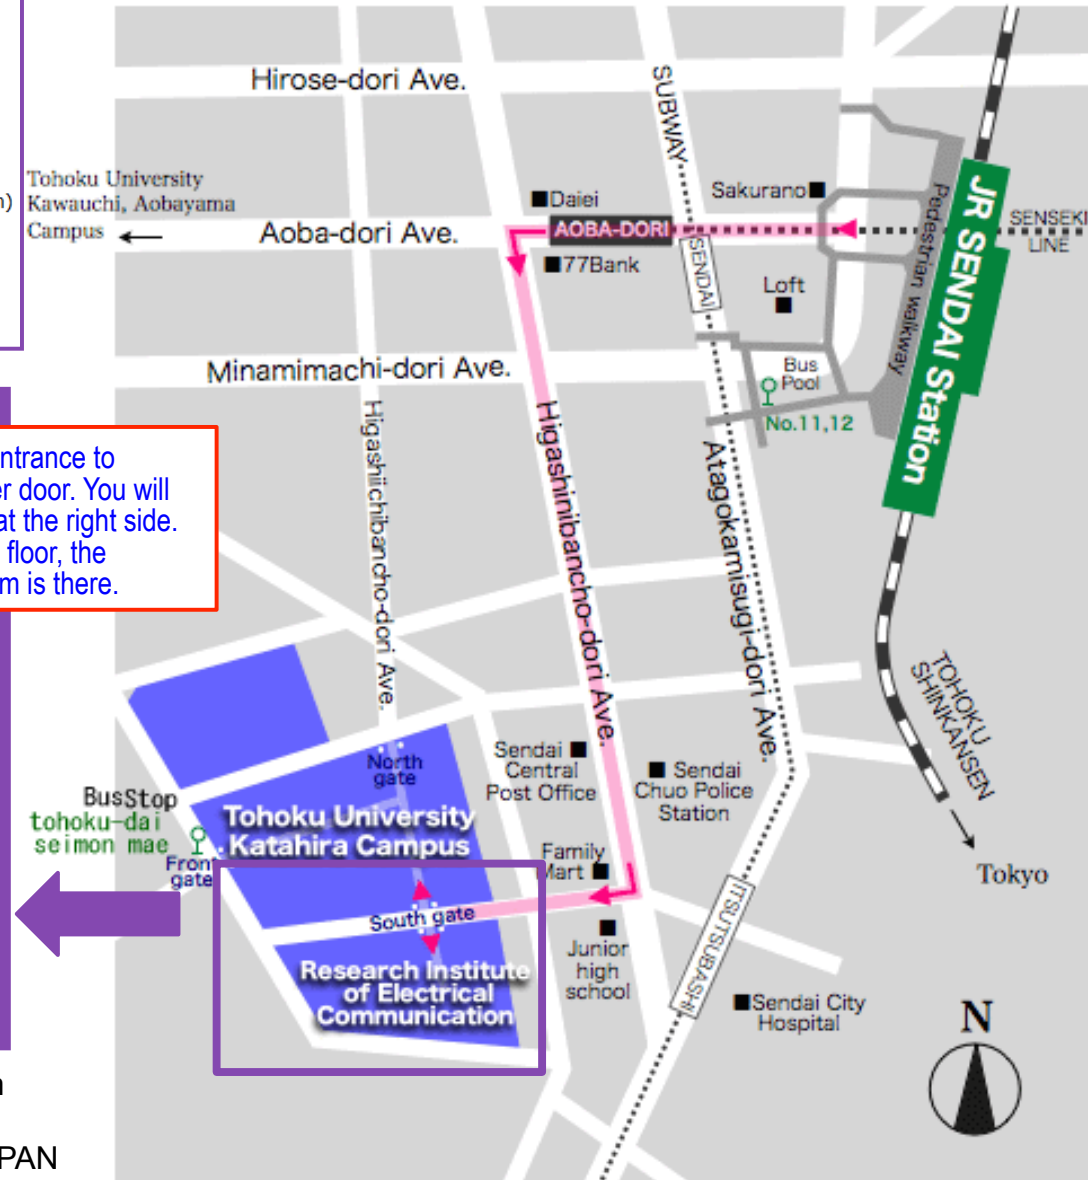 Hirose-dori Ave.
SUBWAY
Tohoku University
Kawauchi, Aobayama
Campus
Daiei
Sakurano
Aoba-dori Ave.
AOBA-DORI
77Bank
SENDAI
Loft
Pedestrian walkway
JR SENDAI Station
SENSEKI
LINE
Minamimachi-dori Ave.
Bus
Pool
No.11,12
Higashiichibancho-dori Ave.
Higashinibancho-dori Ave.
Atagokamisugi-dori Ave.
ntrance to
er door. You will
at the right side.
floor, the
m is there.
TOHOKU
SHINKANSEN
Tokyo
North
gate
Sendai
Central
Post Office
Sendai
Chuo Police
Station
BusStop
tohoku-dai
seimon mae
Front
gate
Tohoku University
Katahira Campus
Family
Mart
South gate
Junior
high
school
Research Institute
of Electrical
Communication
ITSUTSUBASHI
Sendai City
Hospital
N
PAN